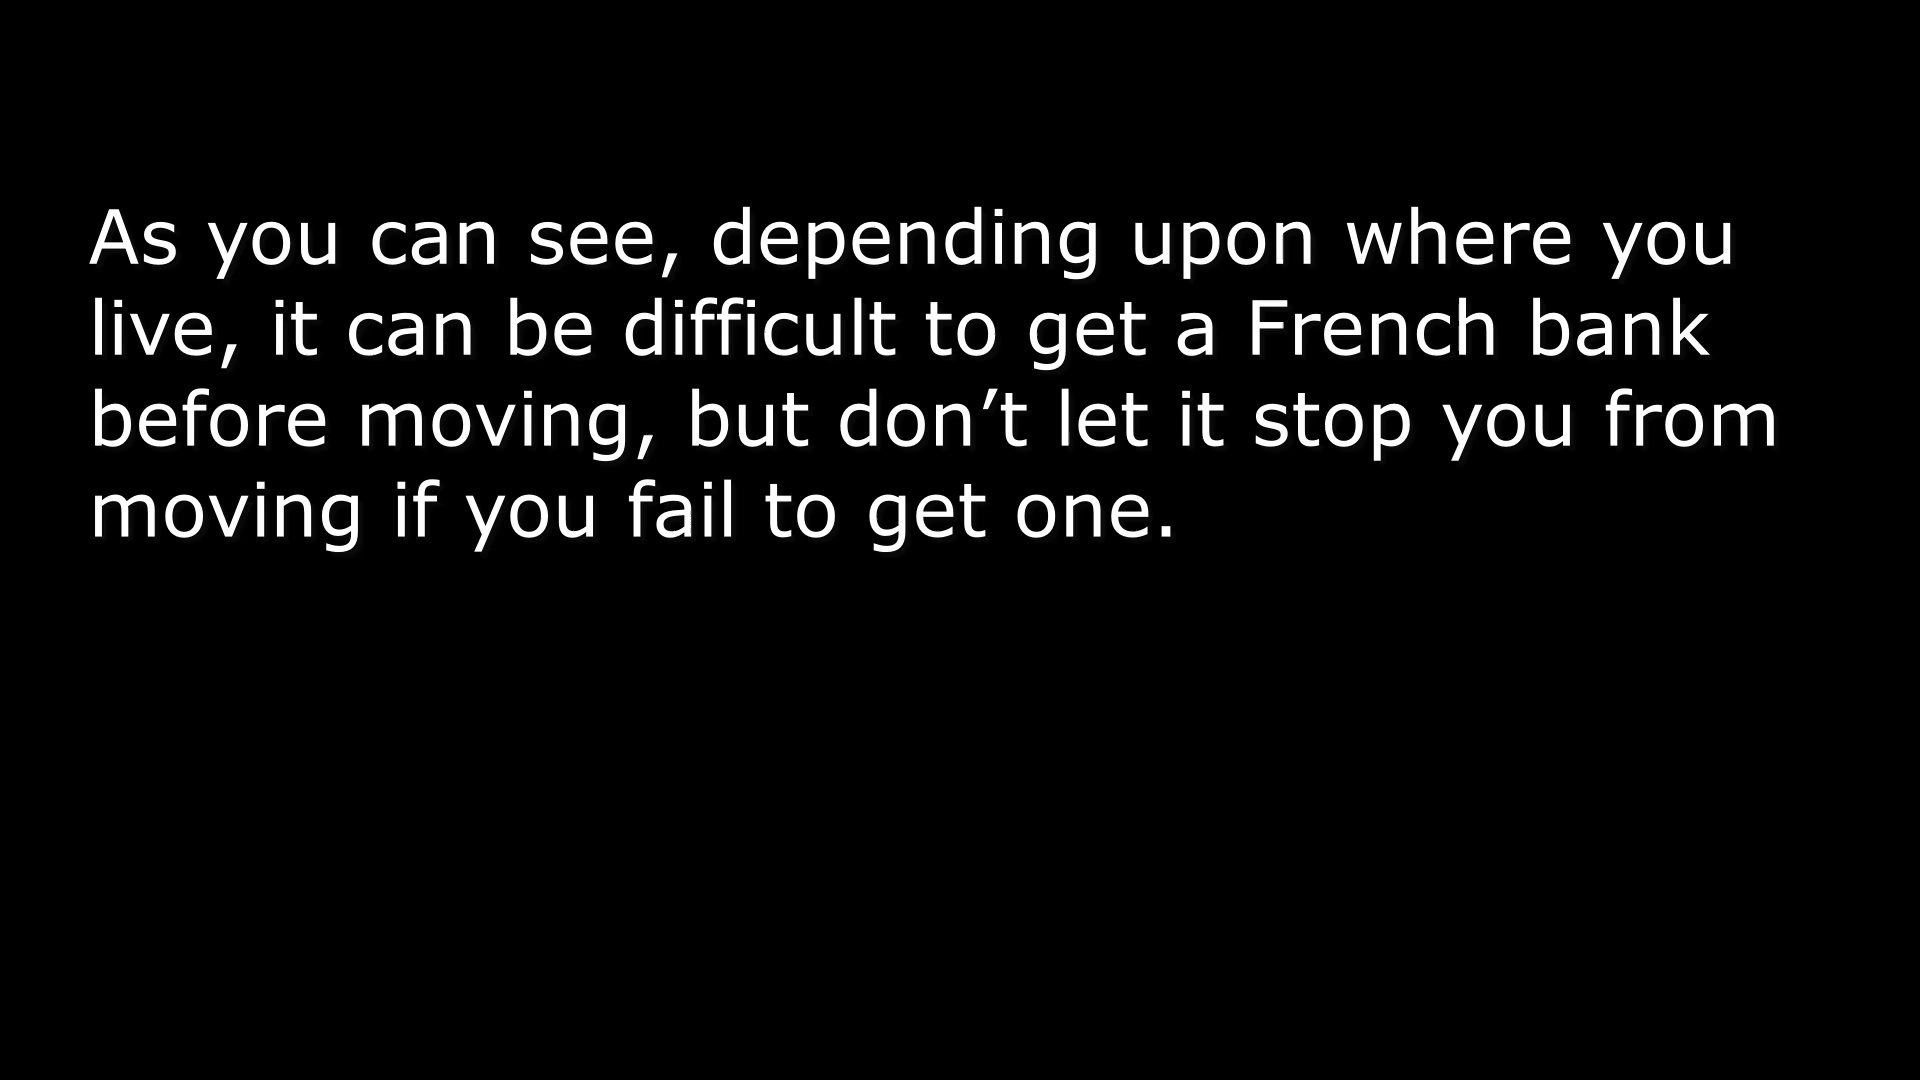 As you can see, depending upon where you
live, it can be difficult to get a French bank
before moving, but don’t let it stop you from
moving if you fail to get one.